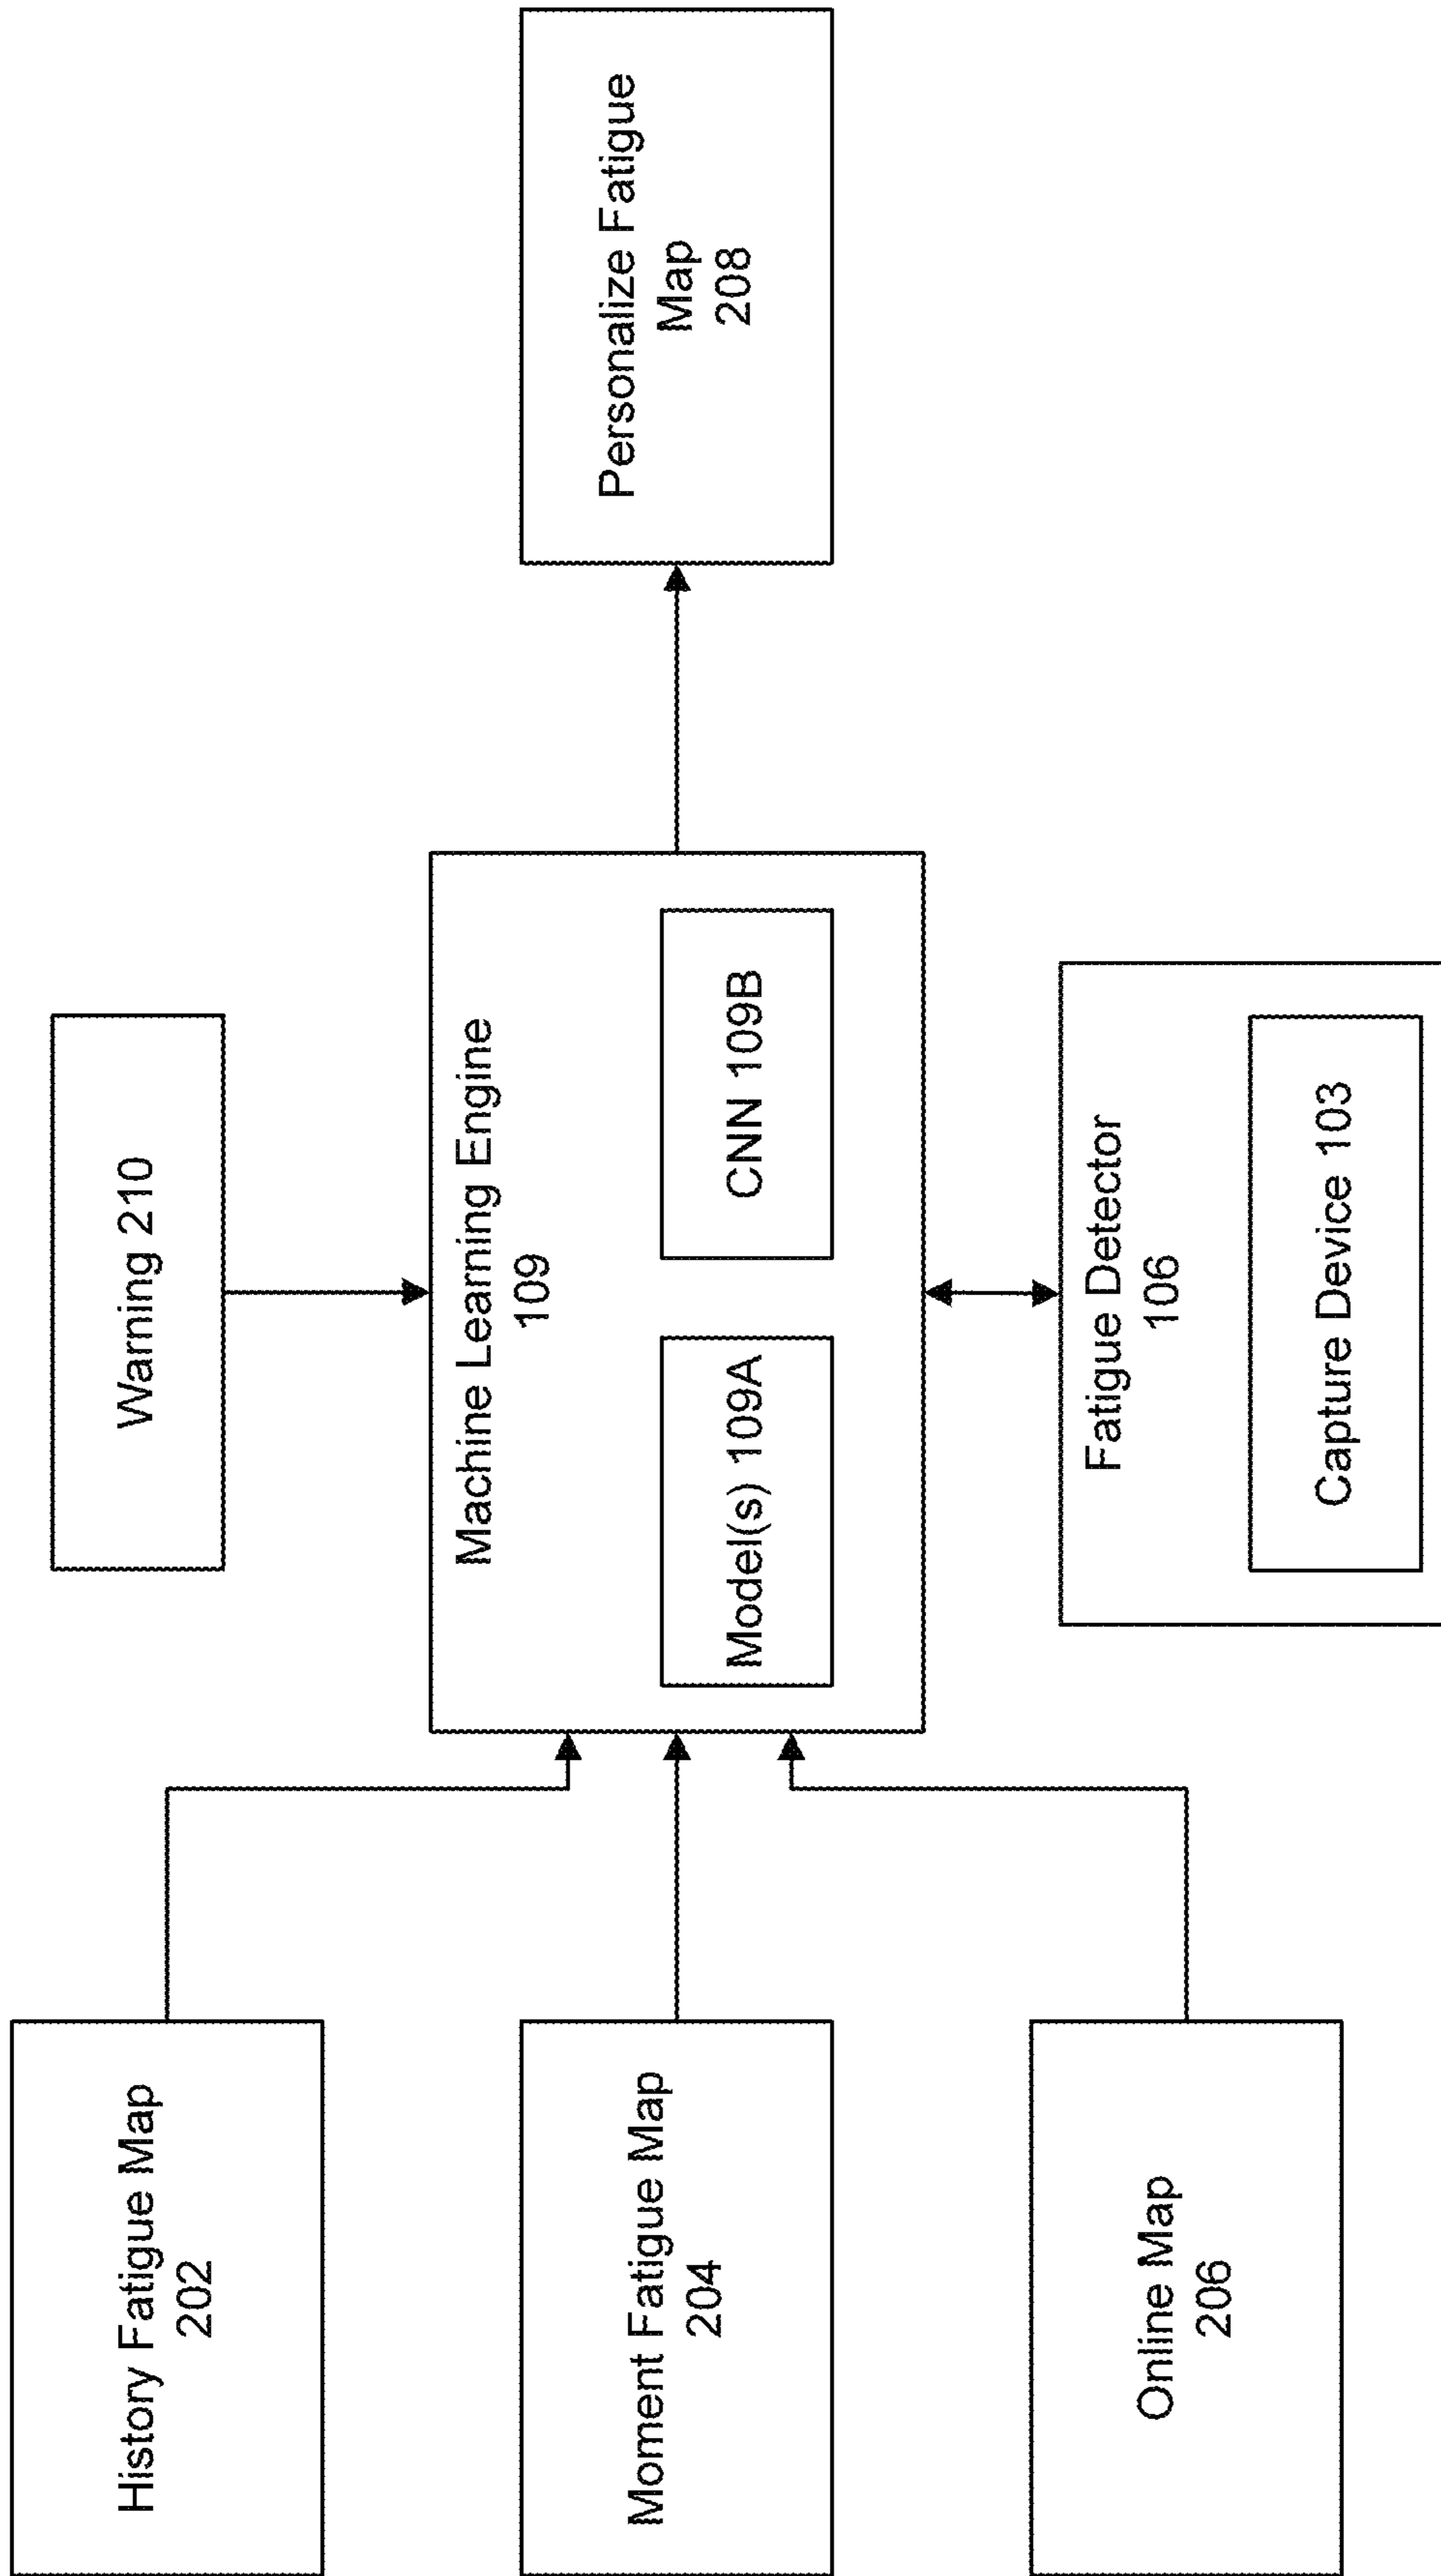 History Fatigue Map
202
Moment Fatigue Map
204
Online Map
206
Warning 210
Machine Learning Engine
109
Model(s) 109A
CNN 109B
Fatigue Detector
106
Capture Device 103
Personalize Fatigue
Map
208